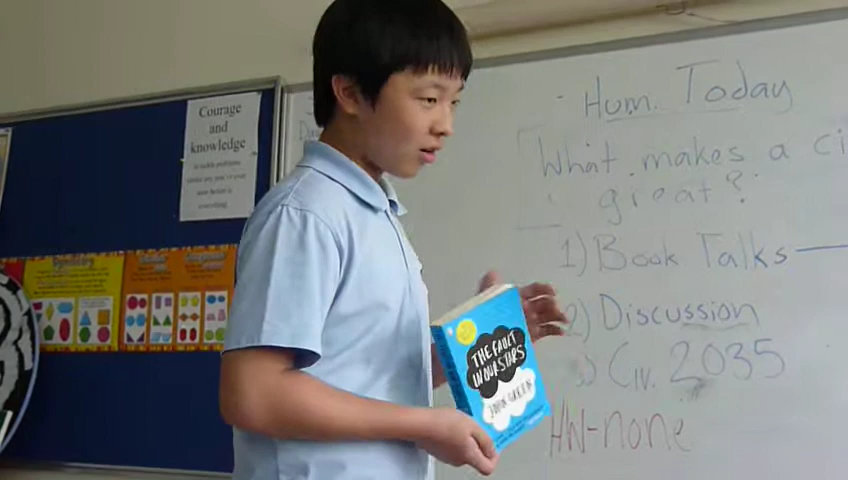 Courage
and
knowledge
Hum. Today
What makes a ci
great?
1) Book Talks
2) Discussion
Civ. 2035
HW-none
THE FAULT
IN OUR STARS
JOHN GREEN